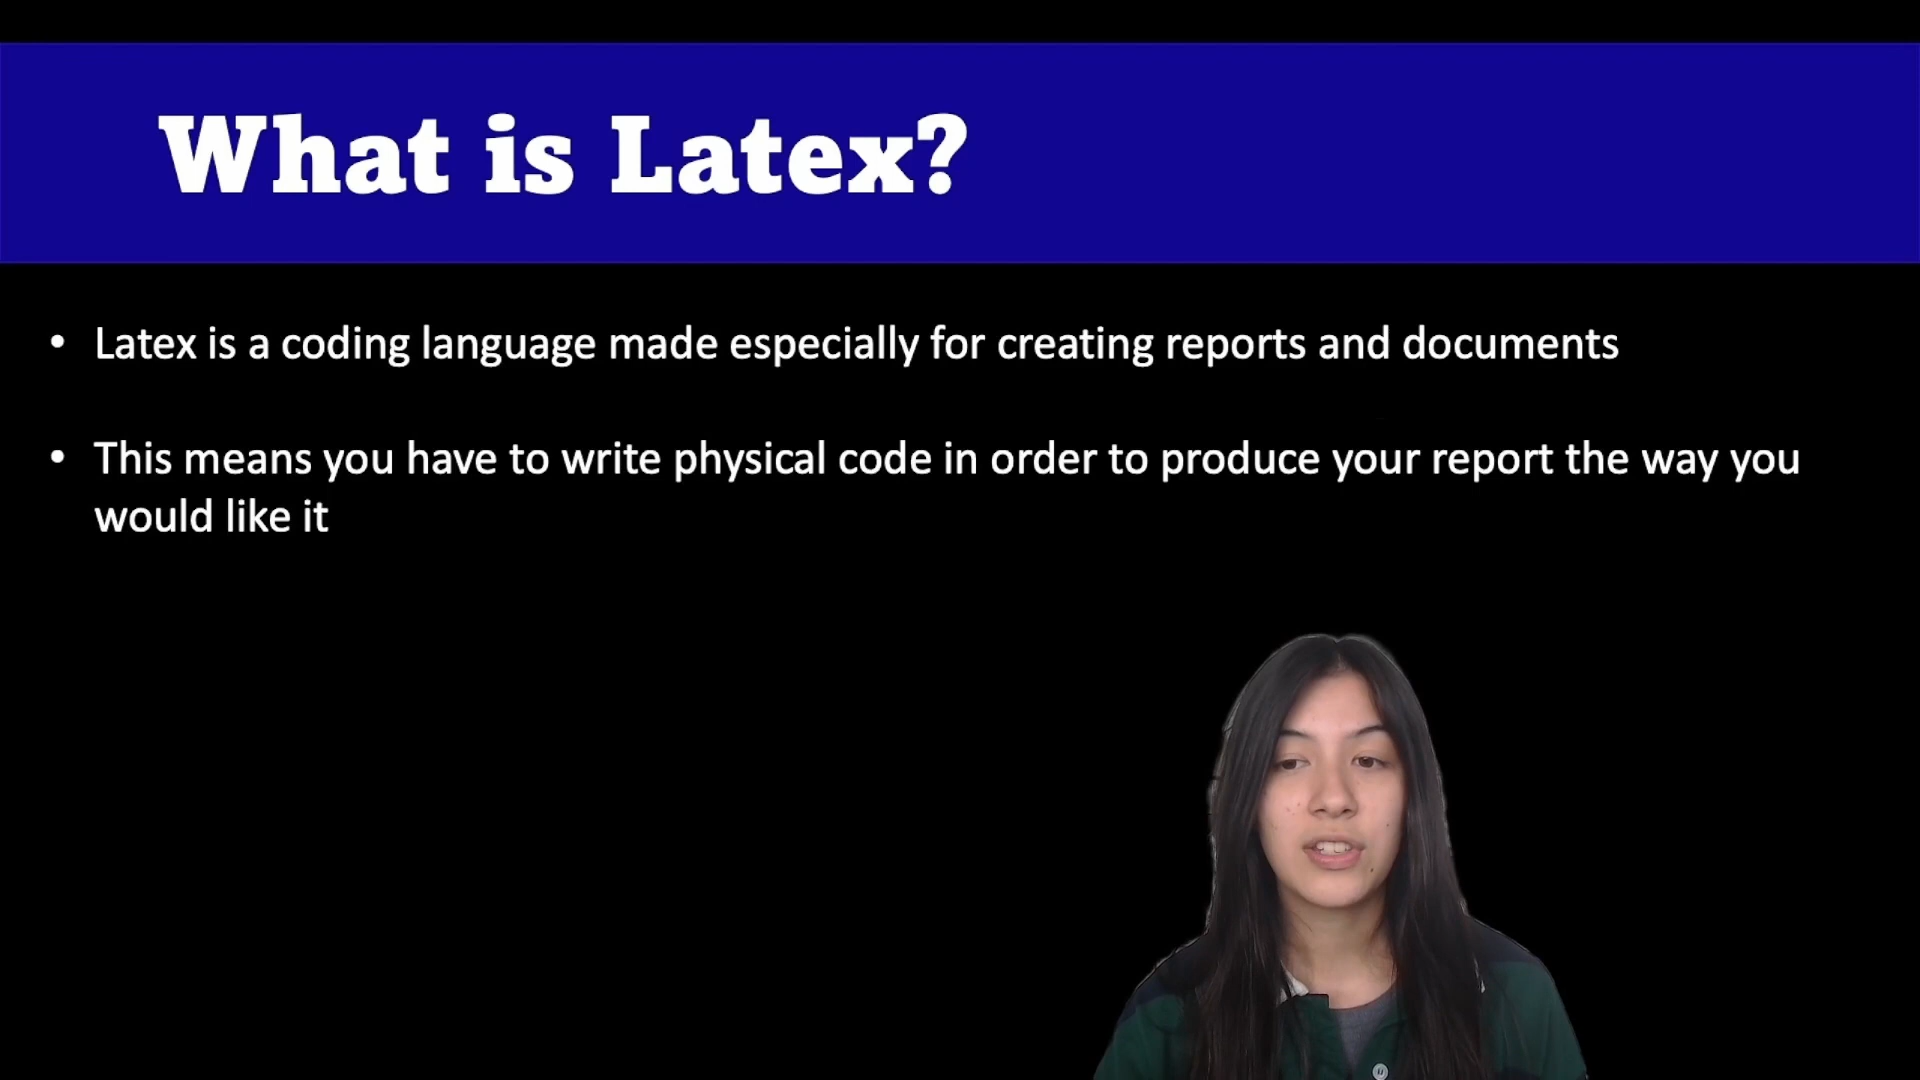 What is Latex?
• Latex is a coding language made especially for creating reports and documents
• This means you have to write physical code in order to produce your report the way you
would like it